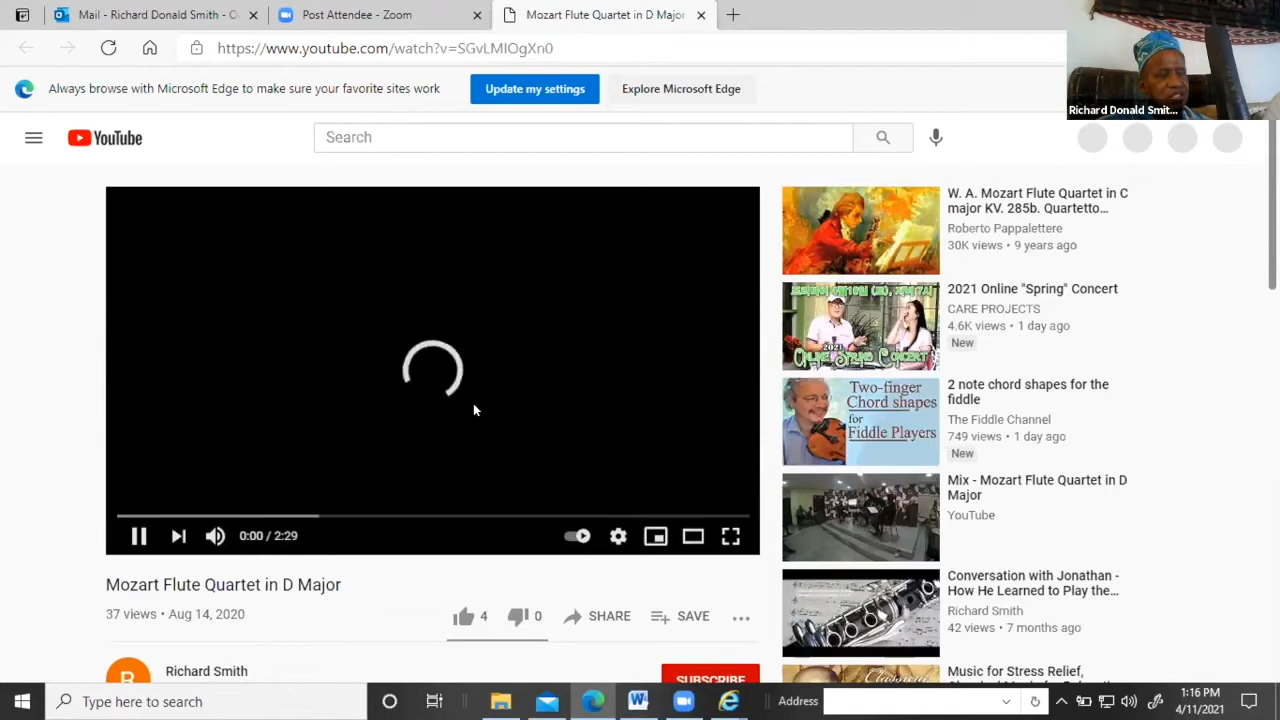 Mail - Richard Donald Smith - O
Post Attendee - Zoom
Mozart Flute Quartet in D Major
https://www.youtube.com/watch?v=SGvLMIOgXn0
Always browse with Microsoft Edge to make sure your favorite sites work
Update my settings
Explore Microsoft Edge
Richard Donald Smit...
YouTube
Search
0:00 / 2:29
Mozart Flute Quartet in D Major
37 views • Aug 14, 2020
4
0
SHARE
SAVE
R
Richard Smith
SUBSCRIBE
W. A. Mozart Flute Quartet in C
major KV. 285b. Quartetto...
Roberto Pappalettere
30K views • 9 years ago
2021
ONLINE SPRING CONCERT
2021 Online "Spring" Concert
CARE PROJECTS
4.6K views • 1 day ago
New
Two-finger
Chord shapes
for
Fiddle Players
2 note chord shapes for the
fiddle
The Fiddle Channel
749 views • 1 day ago
New
Mix - Mozart Flute Quartet in D
Major
YouTube
Conversation with Jonathan -
How He Learned to Play the...
Richard Smith
42 views • 7 months ago
Music for Stress Relief,
Type here to search
Address
1:16 PM
4/11/2021